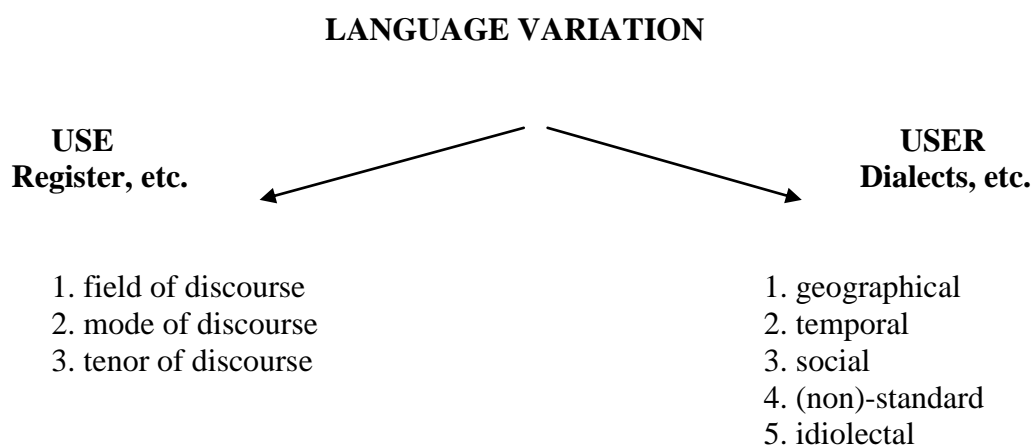 LANGUAGE VARIATION
USE
Register, etc.
1. field of discourse
2. mode of discourse
3. tenor of discourse
USER
Dialects, etc.
1. geographical
2. temporal
3. social
4. (non)-standard
5. idiolectal